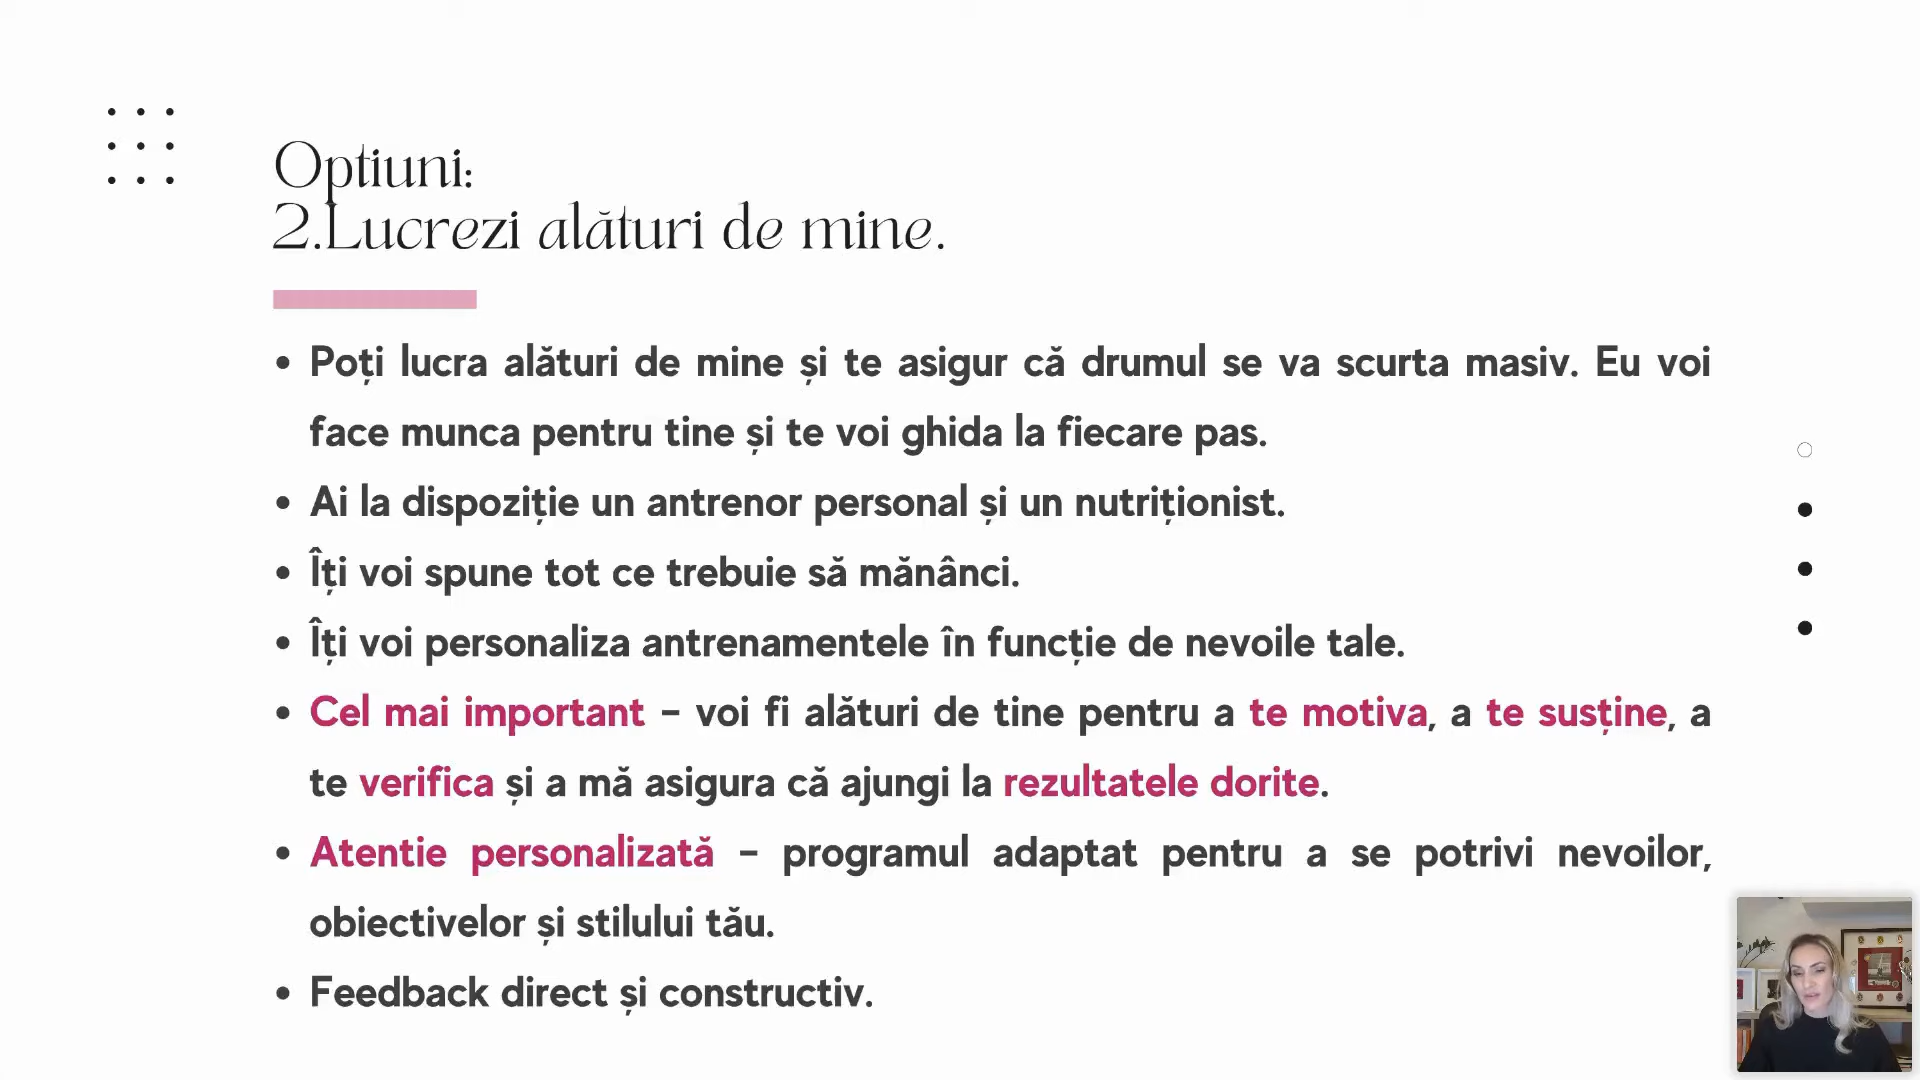 Optiuni:
2.Lucrezi alături de mine.
• Poți lucra alături de mine și te asigur că drumul se va scurta masiv. Eu voi
face munca pentru tine și te voi ghida la fiecare pas.
• Ai la dispoziție un antrenor personal și un nutriționist.
• Îți voi spune tot ce trebuie să mănânci.
• Îți voi personaliza antrenamentele în funcție de nevoile tale.
• Cel mai important – voi fi alături de tine pentru a te motiva, a te susține, a
te verifica și a mă asigura că ajungi la rezultatele dorite.
• Atentie personalizată – programul adaptat pentru a se potrivi nevoilor,
obiectivelor și stilului tău.
• Feedback direct și constructiv.